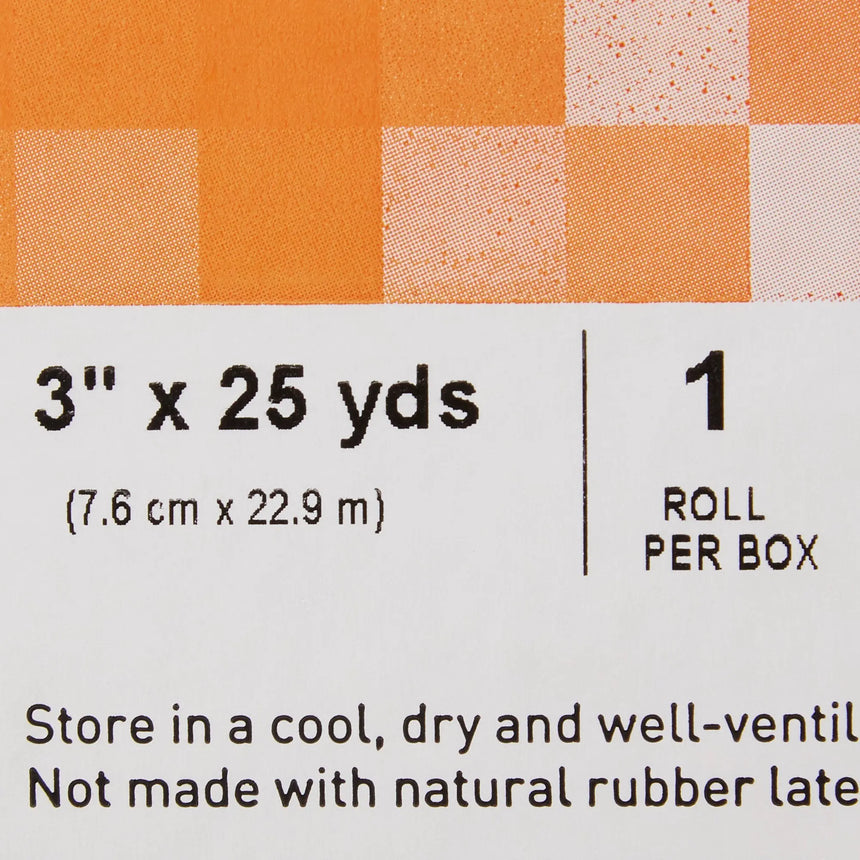 3" x 25 yds
(7.6 cm x 22.9 m)
1
ROLL
PER BOX
Store in a cool, dry and well-ventil
Not made with natural rubber late